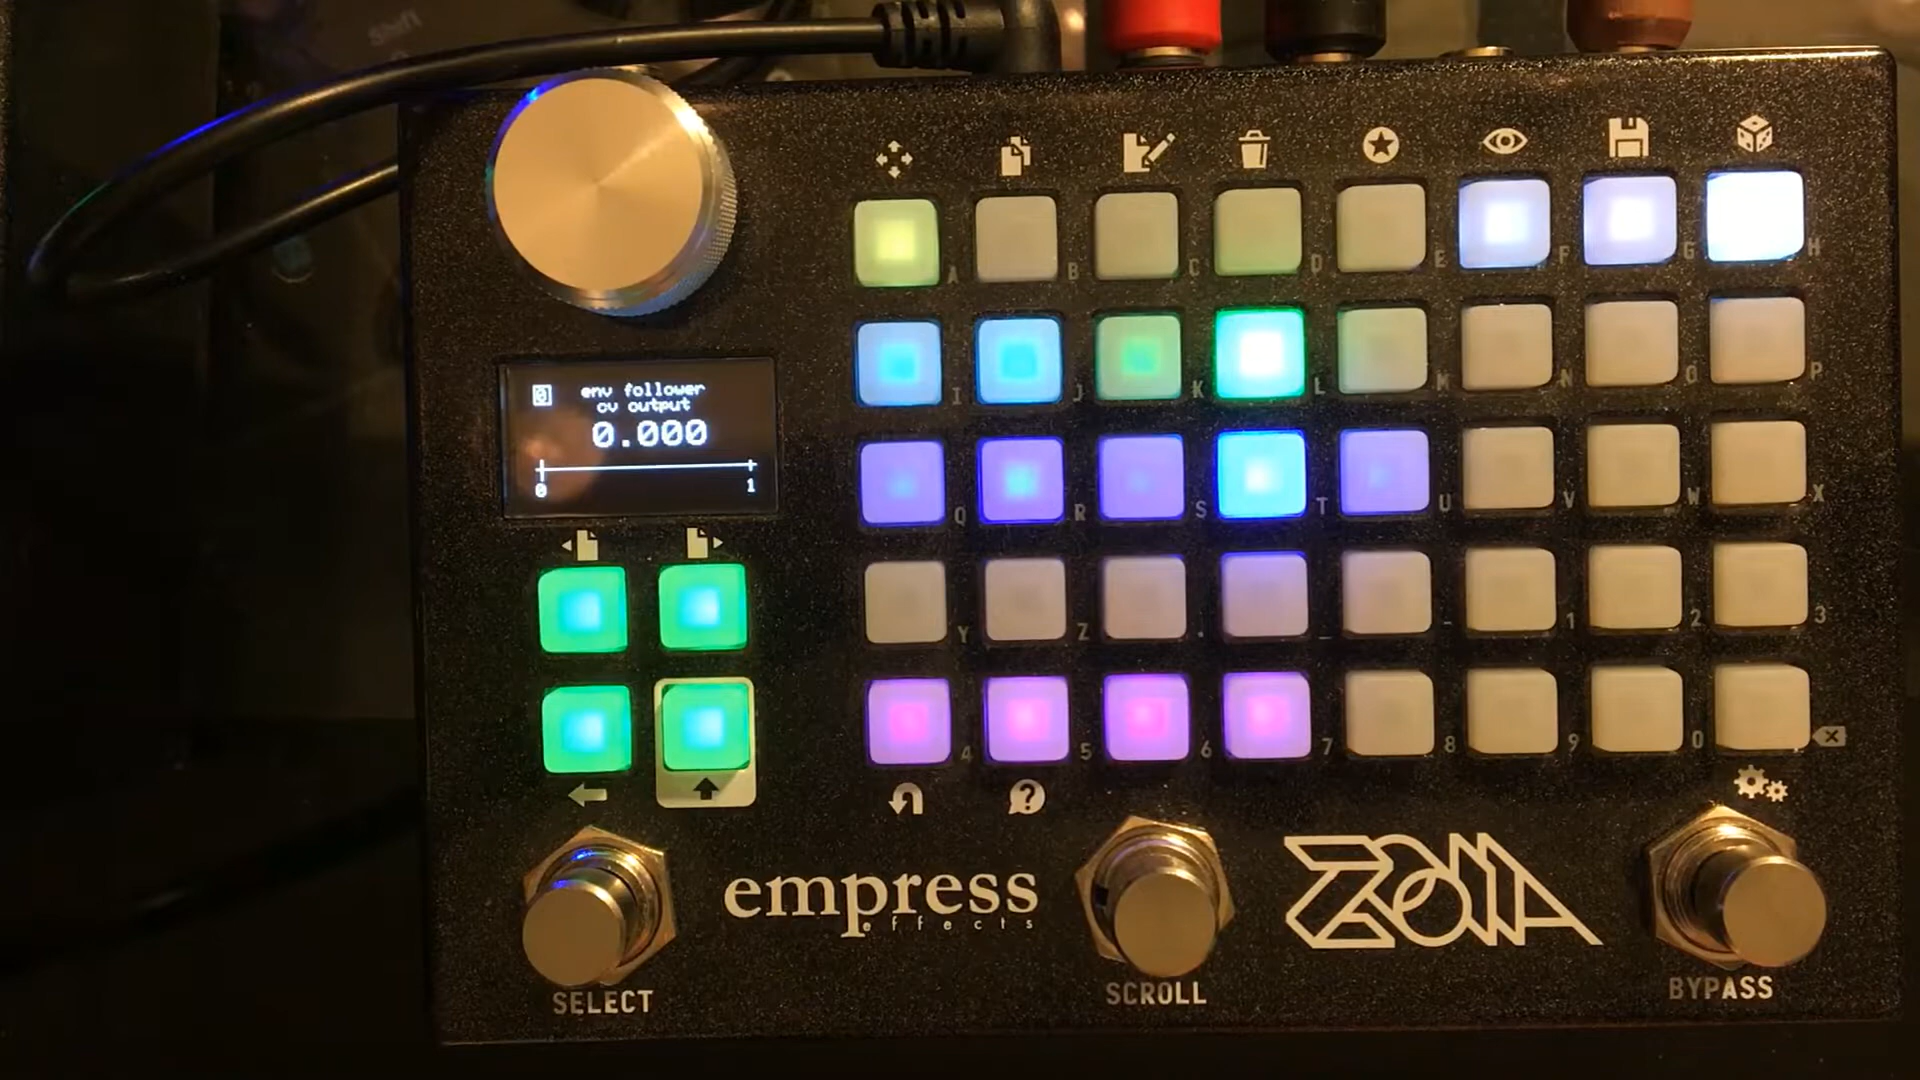 0 env follower
cv output
0.000
0 1
A B C D E F G H
I J K L M N O P
Q R S T U V W X
Y Z . _ - 1 2 3
4 5 6 7 8 9 0
?
empress
effects
ZOIA
SELECT
SCROLL
BYPASS